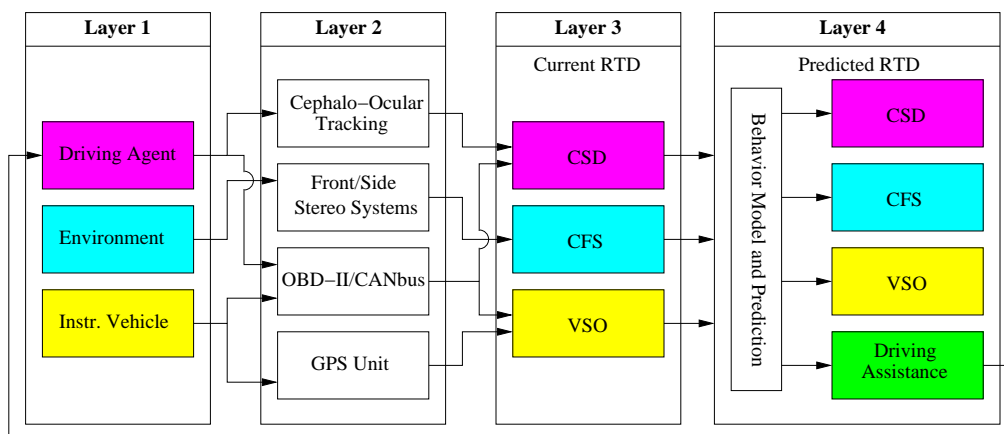 Layer 1
Driving Agent
Environment
Instr. Vehicle
Layer 2
Cephalo−Ocular
Tracking
Front/Side
Stereo Systems
OBD−II/CANbus
GPS Unit
Layer 3
Current RTD
CSD
CFS
VSO
Layer 4
Predicted RTD
Behavior Model and Prediction
CSD
CFS
VSO
Driving
Assistance